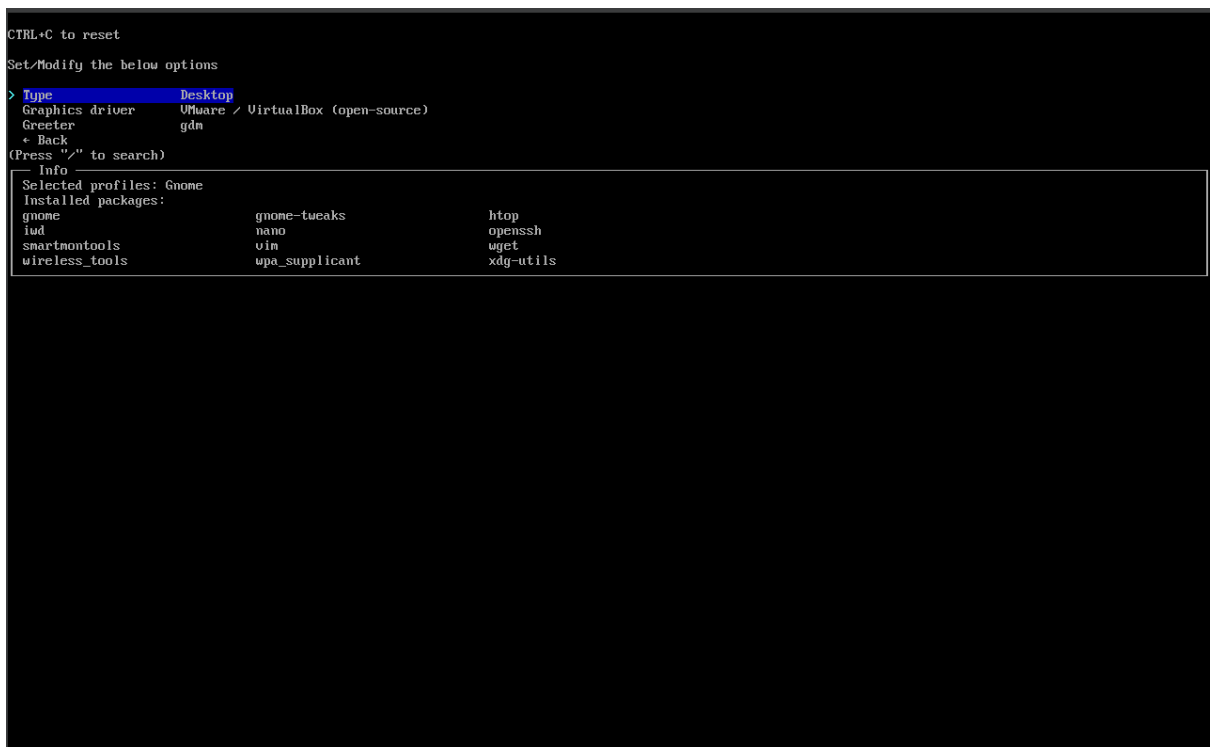 CTRL+C to reset
Set/Modify the below options
> Type Desktop
Graphics driver VMware / VirtualBox (open-source)
Greeter gdm
← Back
(Press "/" to search)
Info
Selected profiles: Gnome
Installed packages:
gnome gnome-tweaks htop
iwd nano openssh
smartmontools vim wget
wireless_tools wpa_supplicant xdg-utils